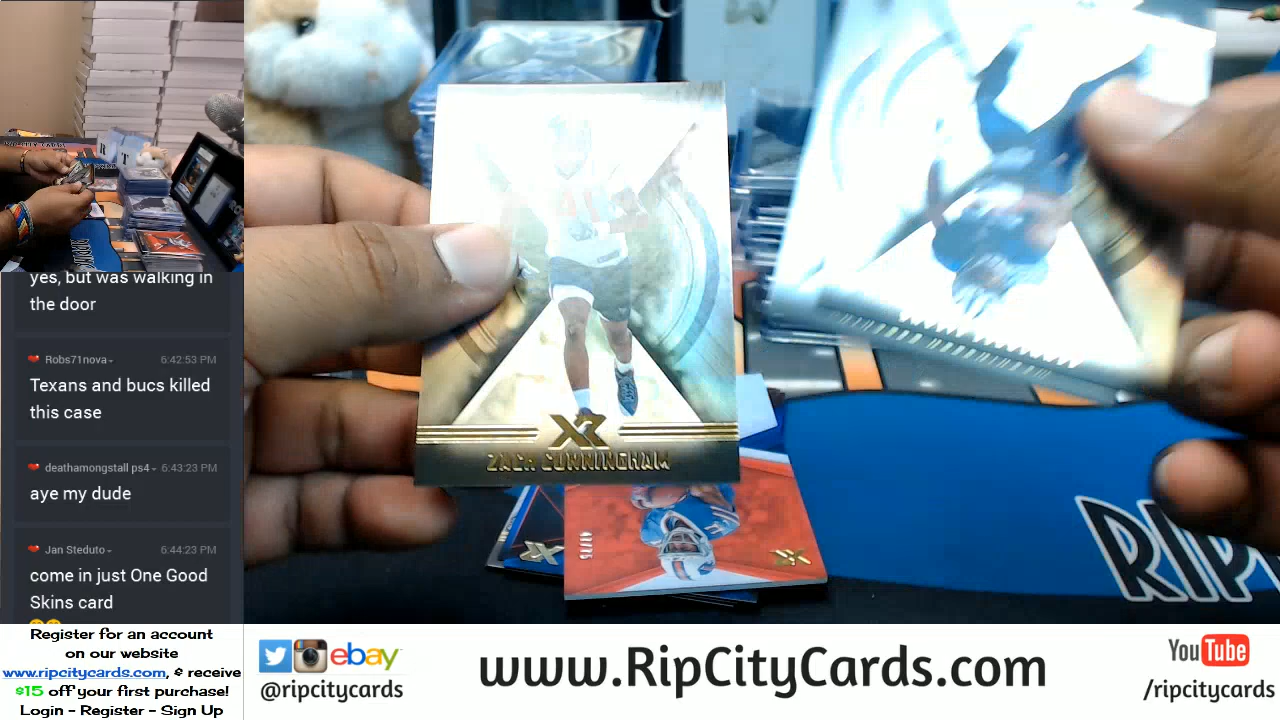 yes, but was walking in
the door
Robs71nova 6:42:53 PM
Texans and bucs killed
this case
deathamongstall ps4 6:43:23 PM
aye my dude
Jan Steduto 6:44:23 PM
come in just One Good
Skins card
Register for an account
on our website
www.ripcitycards.com, & receive
$15 off your first purchase!
Login - Register - Sign Up
XR
ZACH CUNNINGHAM
XR
RIP
ebay
@ripcitycards
www.RipCityCards.com
YouTube
/ripcitycards